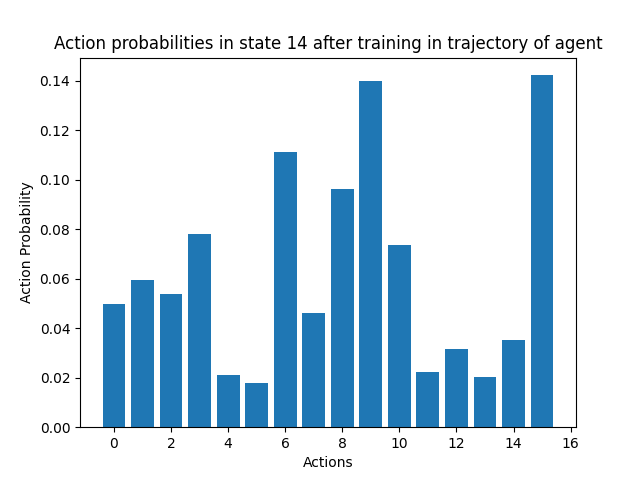 Action probabilities in state 14 after training in trajectory of agent
0.14
0.12
0.10
0.08
0.06
0.04
0.02
0.00
Action Probability
0 2 4 6 8 10 12 14 16
Actions